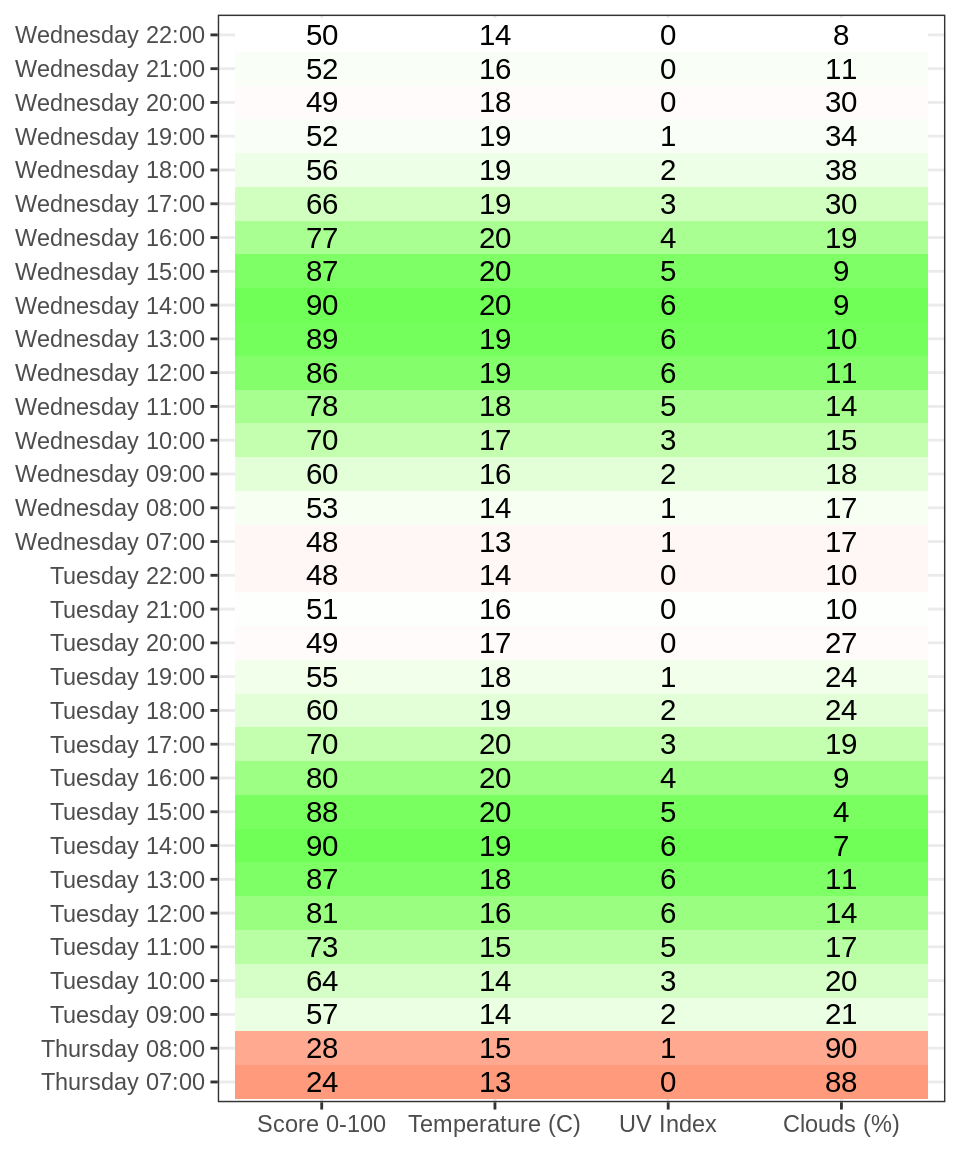 Wednesday 22:00 50 14 0 8
Wednesday 21:00 52 16 0 11
Wednesday 20:00 49 18 0 30
Wednesday 19:00 52 19 1 34
Wednesday 18:00 56 19 2 38
Wednesday 17:00 66 19 3 30
Wednesday 16:00 77 20 4 19
Wednesday 15:00 87 20 5 9
Wednesday 14:00 90 20 6 9
Wednesday 13:00 89 19 6 10
Wednesday 12:00 86 19 6 11
Wednesday 11:00 78 18 5 14
Wednesday 10:00 70 17 3 15
Wednesday 09:00 60 16 2 18
Wednesday 08:00 53 14 1 17
Wednesday 07:00 48 13 1 17
Tuesday 22:00 48 14 0 10
Tuesday 21:00 51 16 0 10
Tuesday 20:00 49 17 0 27
Tuesday 19:00 55 18 1 24
Tuesday 18:00 60 19 2 24
Tuesday 17:00 70 20 3 19
Tuesday 16:00 80 20 4 9
Tuesday 15:00 88 20 5 4
Tuesday 14:00 90 19 6 7
Tuesday 13:00 87 18 6 11
Tuesday 12:00 81 16 6 14
Tuesday 11:00 73 15 5 17
Tuesday 10:00 64 14 3 20
Tuesday 09:00 57 14 2 21
Thursday 08:00 28 15 1 90
Thursday 07:00 24 13 0 88
Score 0-100 Temperature (C) UV Index Clouds (%)